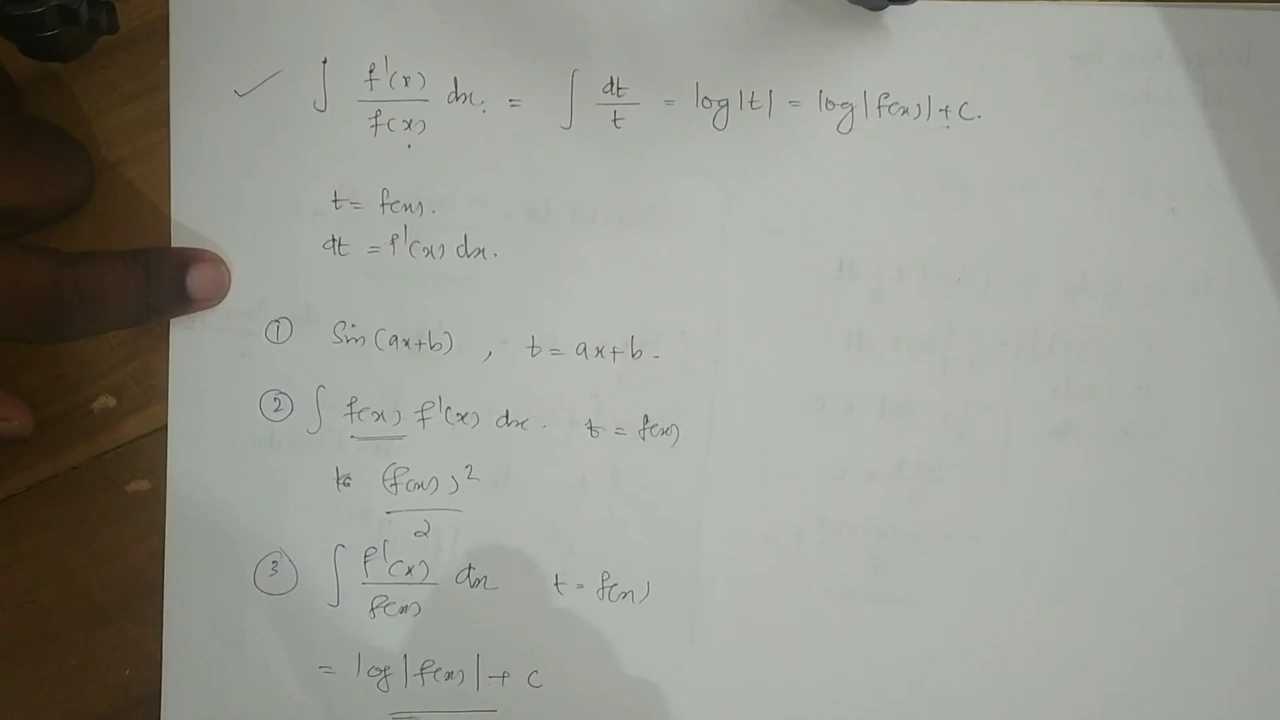 ✓ ∫ f'(x)/f(x) dx. = ∫ dt/t = log|t| = log|f(x)| + c.
t = f(x).
dt = f'(x) dx.
① Sin(ax+b) , t = ax+b.
② ∫ f(x) f'(x) dx. t = f(x)
(f(x))²/2
③ ∫ f'(x)/f(x) dx t = f(x)
= log|f(x)| + c